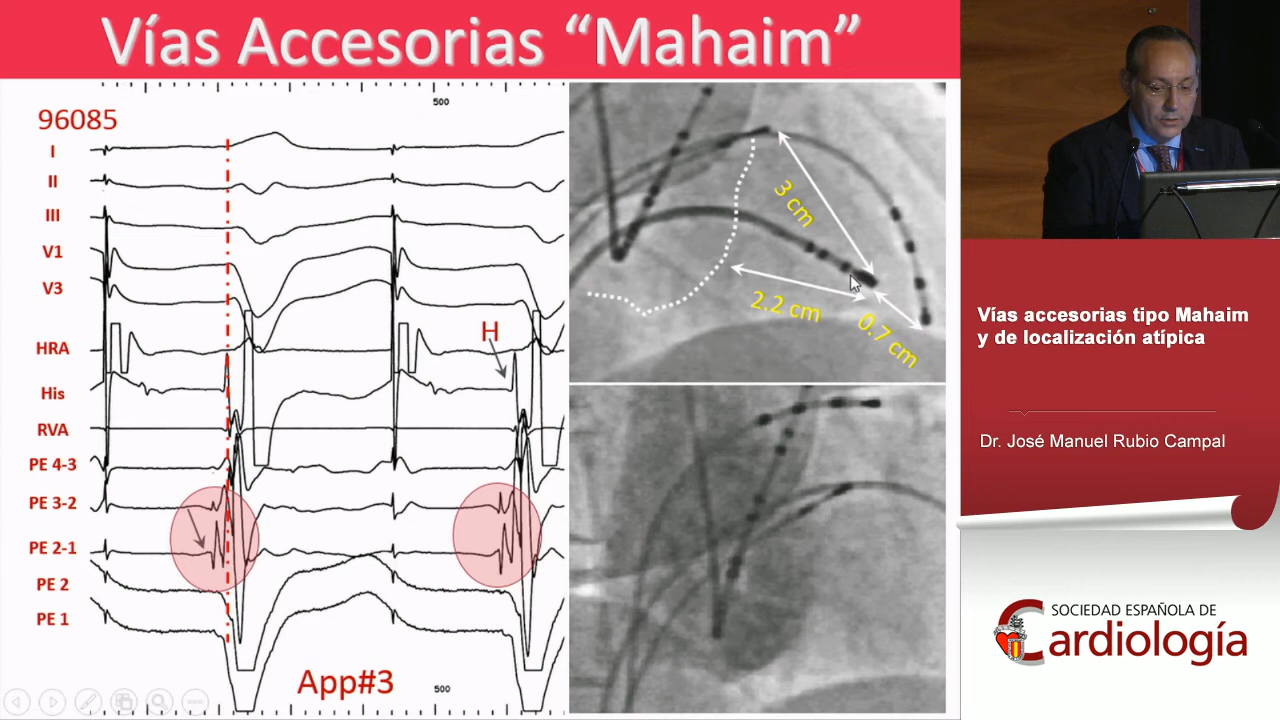 Vías Accesorias “Mahaim”
96085
500
I
II
III
V1
V3
HRA
H
His
RVA
PE 4-3
PE 3-2
PE 2-1
PE 2
PE 1
App#3
500
3 cm
2.2 cm
0.7 cm
Vías accesorias tipo Mahaim
y de localización atípica
Dr. José Manuel Rubio Campal
SOCIEDAD ESPAÑOLA DE
Cardiología